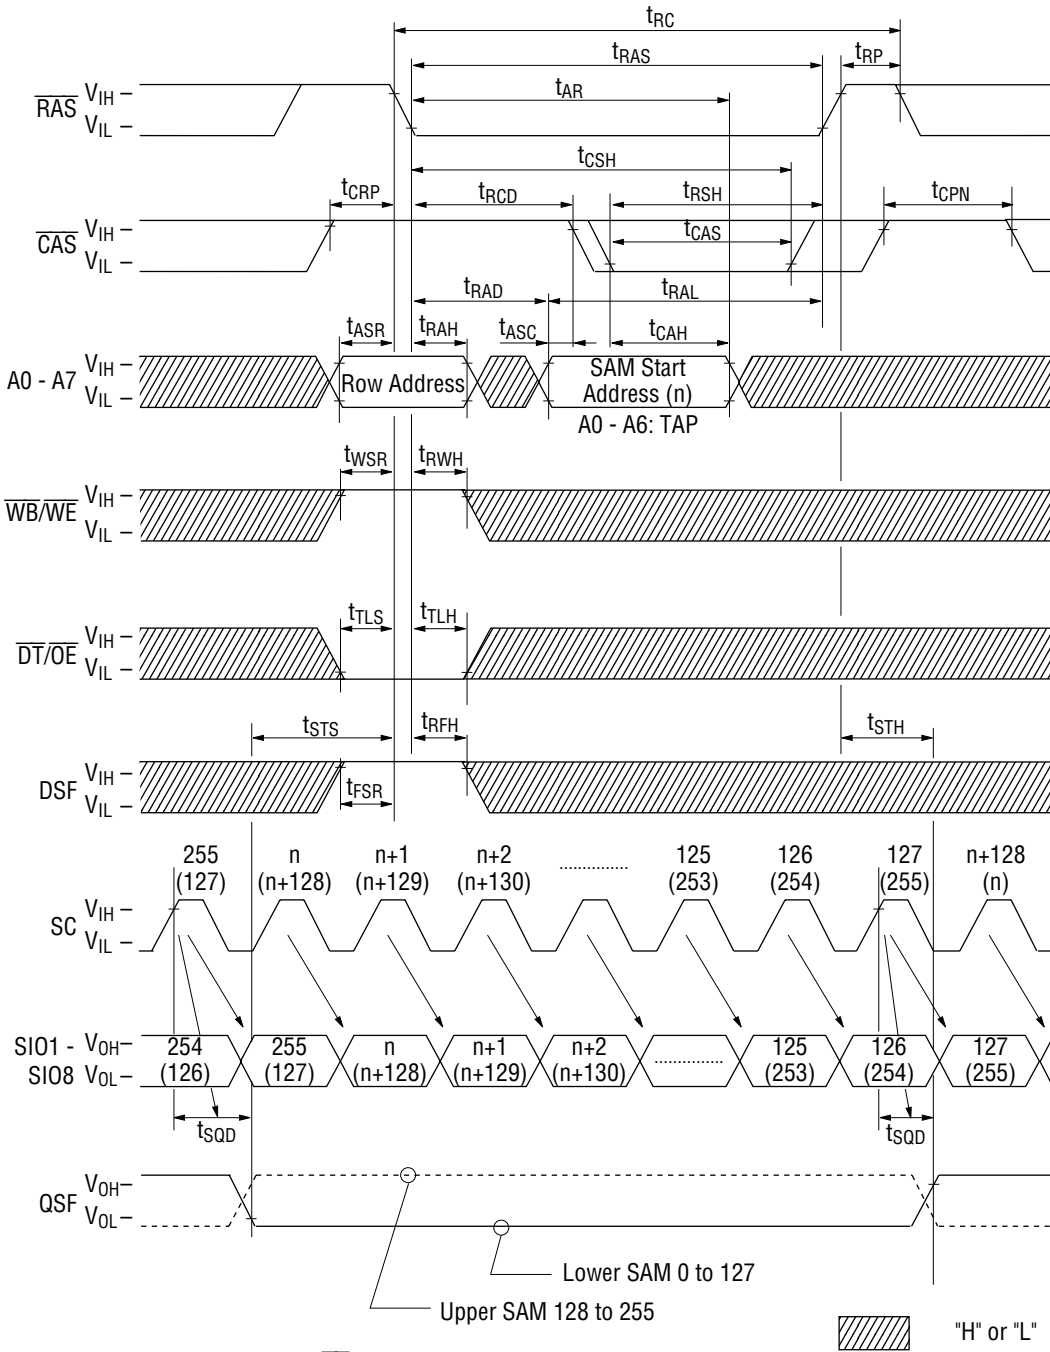 tRC
tRAS tRP
tAR
RAS VIH
VIL
tCSH
tCRP tRCD tRSH tCPN
CAS VIH
VIL
tCAS
tRAD tRAL
tASR tRAH tASC tCAH
A0 - A7 VIH
VIL
Row Address
SAM Start
Address (n)
A0 - A6: TAP
tWSR tRWH
WB/WE VIH
VIL
tTLS tTLH
DT/OE VIH
VIL
tSTS tRFH tSTH
DSF VIH
VIL
tFSR
255 n n+1 n+2 ............... 125 126 127 n+128
(127) (n+128) (n+129) (n+130) (253) (254) (255) (n)
SC VIH
VIL
SIO1 - VOH 254 255 n n+1 n+2 ............... 125 126 127
SIO8 VOL (126) (127) (n+128) (n+129) (n+130) (253) (254) (255)
tSQD tSQD
QSF VOH
VOL
Lower SAM 0 to 127
Upper SAM 128 to 255
"H" or "L"